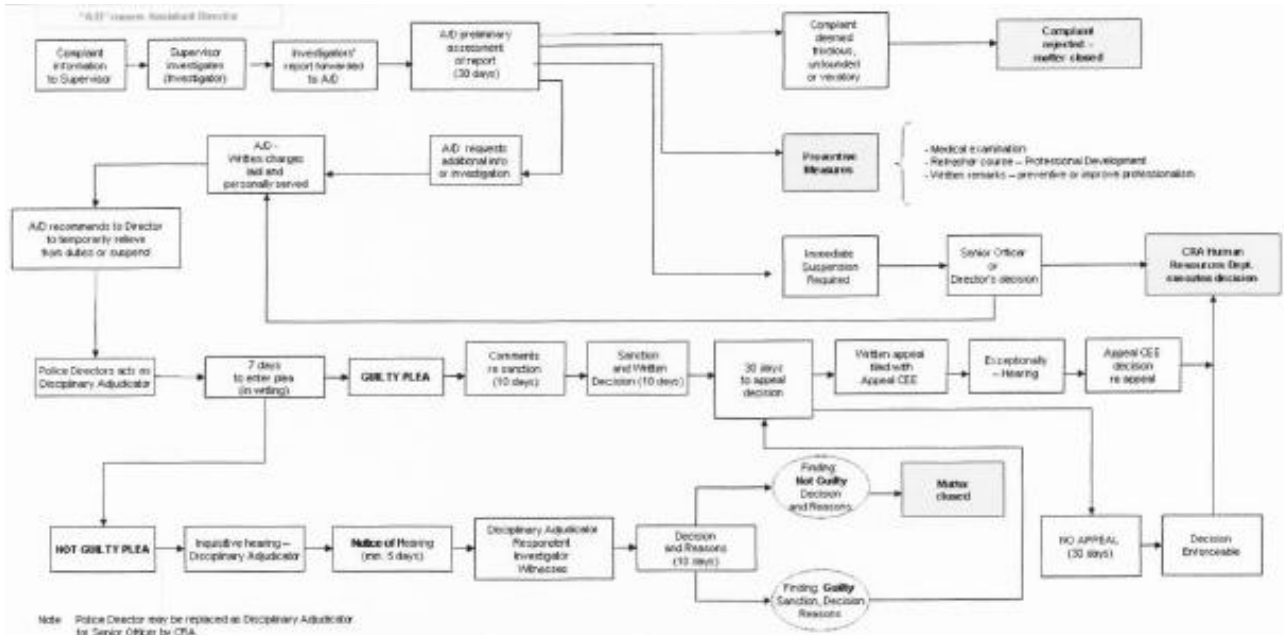 "A/D" means Assistant Director
Complaint
information
to Supervisor
Supervisor
investigates
(Investigator)
Investigators'
report forwarded
to A/D
A/D preliminary
assessment
of report
(30 days)
Complaint
deemed
frivolous,
unfounded
or vexatory
Complaint
rejected -
matter closed
A/D -
Written charges
laid and
personally served
A/D requests
additional info
or investigation
Preventive
Measures
- Medical examination
- Refresher course – Professional Development
- Written remarks – preventive or improve professionalism
A/D recommends to Director
to temporarily relieve
from duties or suspend
Immediate
Suspension
Required
Senior Officer
or
Director's decision
CRA Human
Resources Dept.
executes decision
Police Directors acts as
Disciplinary Adjudicator
7 days
to enter plea
(in writing)
GUILTY PLEA
Comments
re sanction
(10 days)
Sanction
and Written
Decision (10 days)
30 days
to appeal
decision
Written appeal
filed with
Appeal CEE
Exceptionally
– Hearing
Appeal CEE
decision
re appeal
NOT GUILTY PLEA
Inquisitive hearing –
Disciplinary Adjudicator
Notice of Hearing
(min. 5 days)
Disciplinary Adjudicator
Respondent
Investigator
Witnesses
Decision
and Reasons
(10 days)
Finding:
Not Guilty
Decision
and Reasons
Matter
closed
Finding: Guilty
Sanction, Decision
Reasons
NO APPEAL
(30 days)
Decision
Enforceable
Note Police Director may be replaced as Disciplinary Adjudicator
for Senior Officer by CRA.